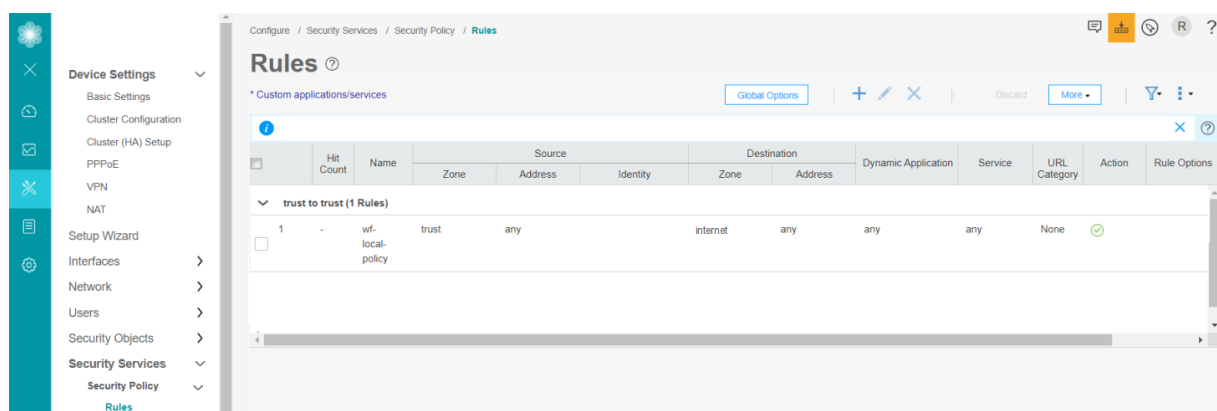 Configure / Security Services / Security Policy / Rules
R ?
Rules ?
* Custom applications/services
Global Options
Discard
More
Device Settings
Basic Settings
Cluster Configuration
Cluster (HA) Setup
PPPoE
VPN
NAT
Setup Wizard
Interfaces
Network
Users
Security Objects
Security Services
Security Policy
Rules
Hit Count
Name
Source
Zone
Address
Identity
Destination
Zone
Address
Dynamic Application
Service
URL Category
Action
Rule Options
trust to trust (1 Rules)
1 - wf-local-policy trust any internet any any any None